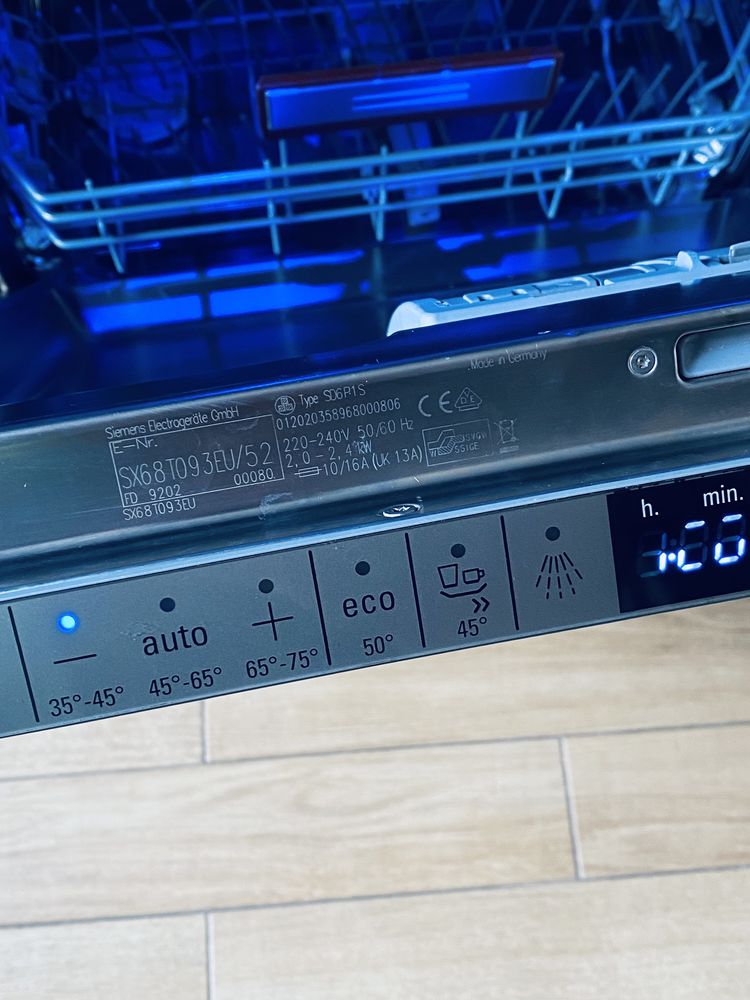 Made in Germany
Siemens Electrogeräte GmbH
Type SD6P1S
E-Nr.
012020358968000806
CE
SX68T093EU/52
220-240V 50/60 Hz
2,0 - 2,4 kW
10/16A (UK 13A)
FD 9202 00080
SX68T093EU
h. min.
auto
eco
35°-45°
45°-65°
65°-75°
50°
45°